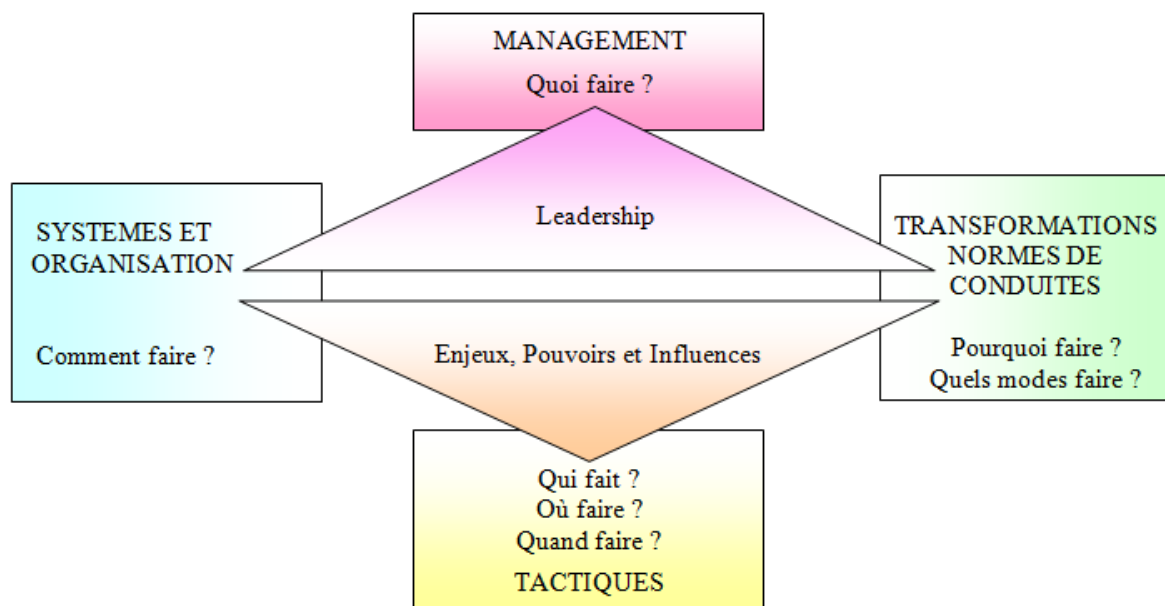 MANAGEMENT
Quoi faire ?
Leadership
SYSTEMES ET
ORGANISATION
Comment faire ?
TRANSFORMATIONS
NORMES DE
CONDUITES
Pourquoi faire ?
Quels modes faire ?
Enjeux, Pouvoirs et Influences
Qui fait ?
Où faire ?
Quand faire ?
TACTIQUES